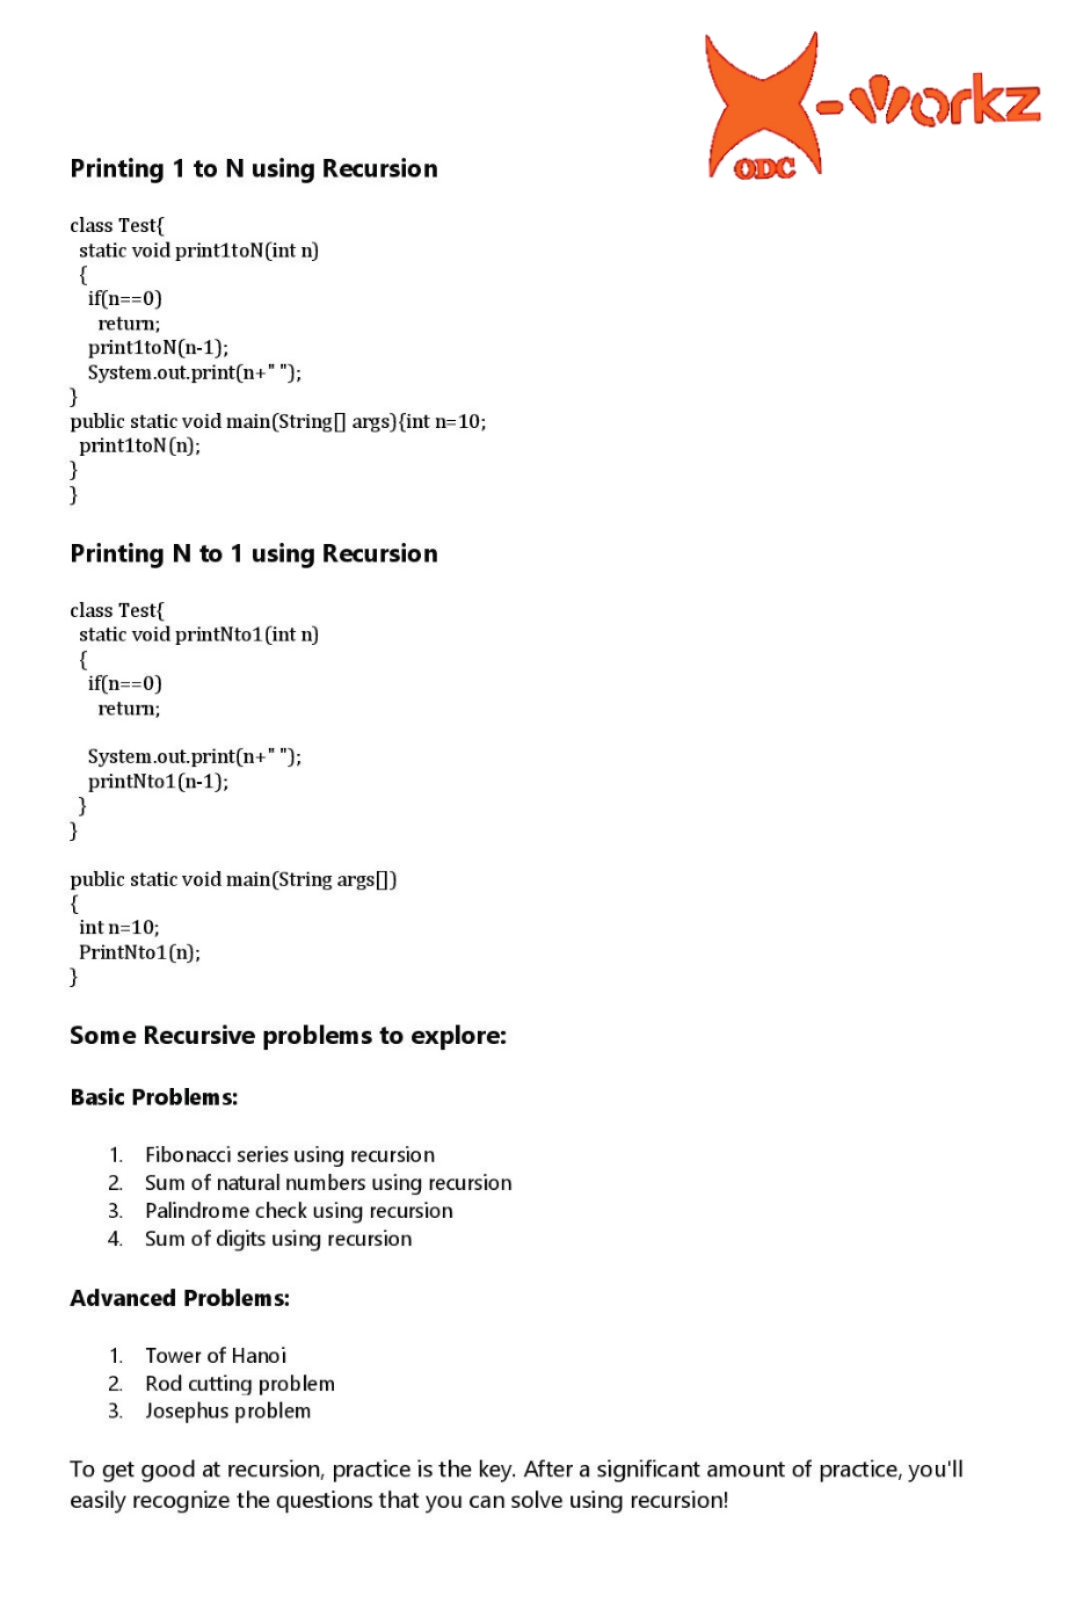 X-workz
ODC
Printing 1 to N using Recursion
class Test{
static void print1toN(int n)
{
if(n==0)
return;
print1toN(n-1);
System.out.print(n+" ");
}
public static void main(String[] args){int n=10;
print1toN(n);
}
}
Printing N to 1 using Recursion
class Test{
static void printNto1(int n)
{
if(n==0)
return;
System.out.print(n+" ");
printNto1(n-1);
}
}
public static void main(String args[])
{
int n=10;
PrintNto1(n);
}
Some Recursive problems to explore:
Basic Problems:
1. Fibonacci series using recursion
2. Sum of natural numbers using recursion
3. Palindrome check using recursion
4. Sum of digits using recursion
Advanced Problems:
1. Tower of Hanoi
2. Rod cutting problem
3. Josephus problem
To get good at recursion, practice is the key. After a significant amount of practice, you'll
easily recognize the questions that you can solve using recursion!